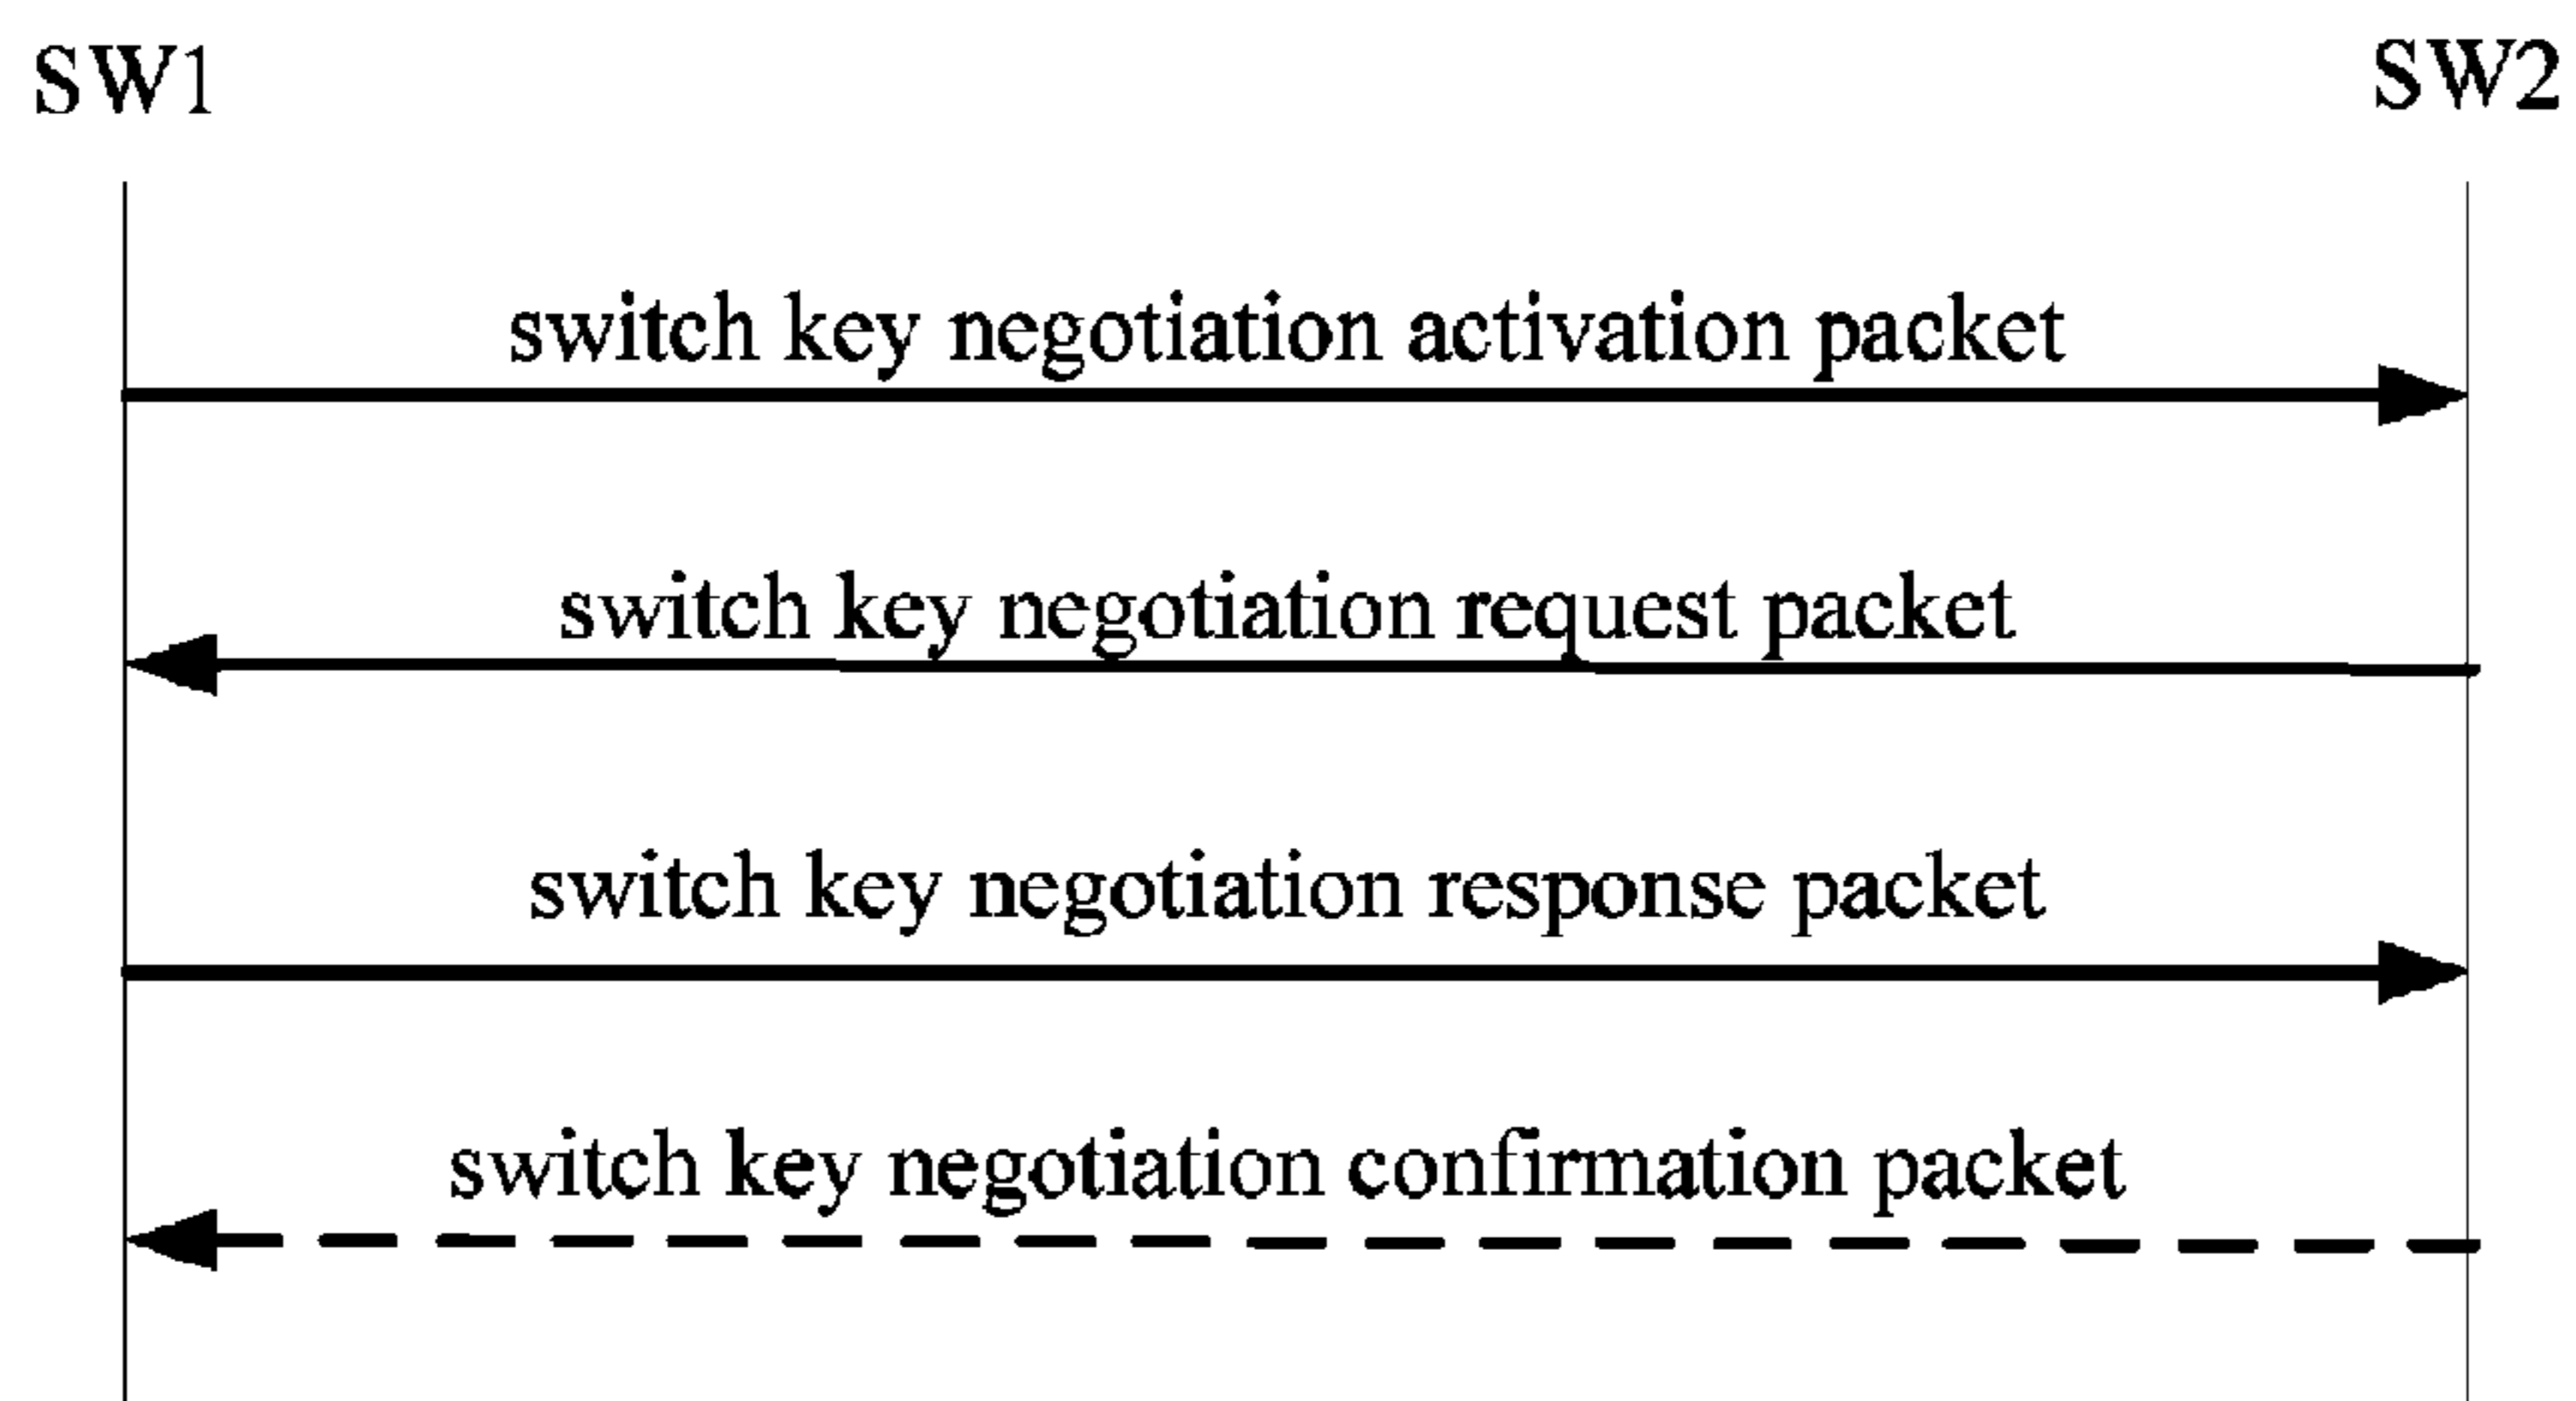 SW1
SW2
switch key negotiation activation packet
switch key negotiation request packet
switch key negotiation response packet
switch key negotiation confirmation packet